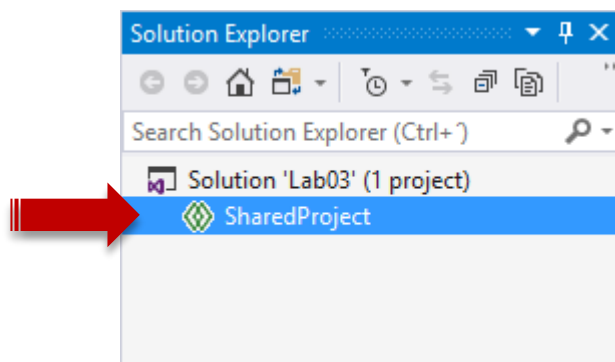 Solution Explorer
Search Solution Explorer (Ctrl+ ̂)
Solution 'Lab03' (1 project)
SharedProject